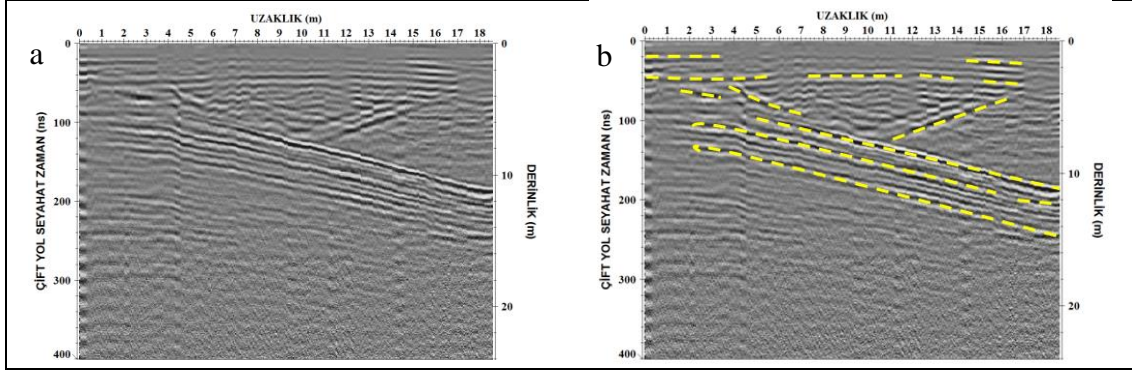 a
UZAKLIK (m)
0 1 2 3 4 5 6 7 8 9 10 11 12 13 14 15 16 17 18
ÇİFT YOL SEYAHAT ZAMAN (ns)
0
100
200
300
400
DERİNLİK (m)
0
10
20
b
UZAKLIK (m)
0 1 2 3 4 5 6 7 8 9 10 11 12 13 14 15 16 17 18
ÇİFT YOL SEYAHAT ZAMAN (ns)
0
100
200
300
400
DERİNLİK (m)
0
10
20